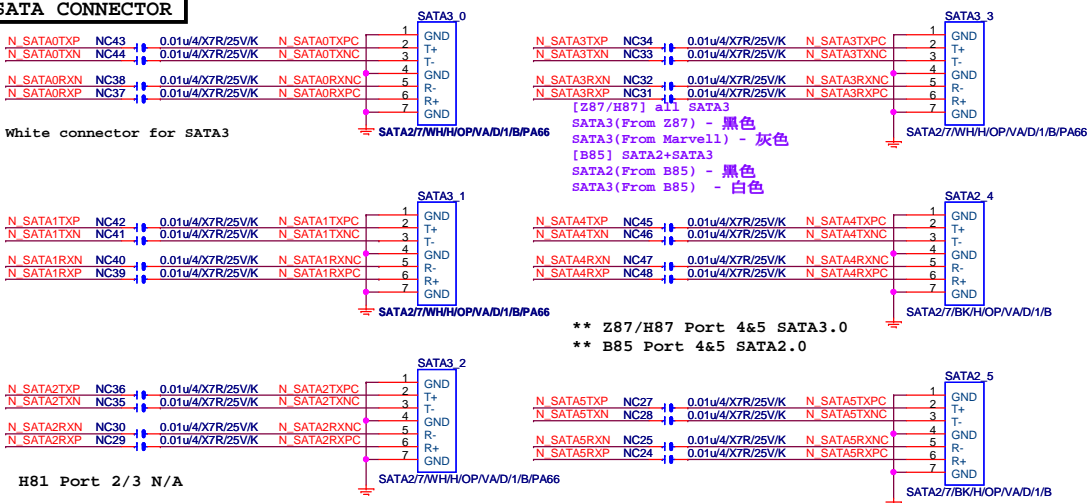 SATA CONNECTOR
SATA3_0
N_SATA0TXP NC43 0.01u/4/X7R/25V/K N_SATA0TXPC 1 GND
N_SATA0TXN NC44 0.01u/4/X7R/25V/K N_SATA0TXNC 2 T+
3 T-
4 GND
N_SATA0RXN NC38 0.01u/4/X7R/25V/K N_SATA0RXNC 5 R-
N_SATA0RXP NC37 0.01u/4/X7R/25V/K N_SATA0RXPC 6 R+
7 GND
White connector for SATA3
SATA2/7/WH/H/OP/VA/D/1/B/PA66
SATA3_3
N_SATA3TXP NC34 0.01u/4/X7R/25V/K N_SATA3TXPC 1 GND
N_SATA3TXN NC33 0.01u/4/X7R/25V/K N_SATA3TXNC 2 T+
3 T-
4 GND
N_SATA3RXN NC32 0.01u/4/X7R/25V/K N_SATA3RXNC 5 R-
N_SATA3RXP NC31 0.01u/4/X7R/25V/K N_SATA3RXPC 6 R+
7 GND
SATA2/7/WH/H/OP/VA/D/1/B/PA66
[Z87/H87] all SATA3
SATA3(From Z87) - 黑色
SATA3(From Marvell) - 灰色
[B85] SATA2+SATA3
SATA2(From B85) - 黑色
SATA3(From B85) - 白色
SATA3_1
N_SATA1TXP NC42 0.01u/4/X7R/25V/K N_SATA1TXPC 1 GND
N_SATA1TXN NC41 0.01u/4/X7R/25V/K N_SATA1TXNC 2 T+
3 T-
4 GND
N_SATA1RXN NC40 0.01u/4/X7R/25V/K N_SATA1RXNC 5 R-
N_SATA1RXP NC39 0.01u/4/X7R/25V/K N_SATA1RXPC 6 R+
7 GND
SATA2/7/WH/H/OP/VA/D/1/B/PA66
SATA2_4
N_SATA4TXP NC45 0.01u/4/X7R/25V/K N_SATA4TXPC 1 GND
N_SATA4TXN NC46 0.01u/4/X7R/25V/K N_SATA4TXNC 2 T+
3 T-
4 GND
N_SATA4RXN NC47 0.01u/4/X7R/25V/K N_SATA4RXNC 5 R-
N_SATA4RXP NC48 0.01u/4/X7R/25V/K N_SATA4RXPC 6 R+
7 GND
SATA2/7/BK/H/OP/VA/D/1/B
** Z87/H87 Port 4&5 SATA3.0
** B85 Port 4&5 SATA2.0
SATA3_2
N_SATA2TXP NC36 0.01u/4/X7R/25V/K N_SATA2TXPC 1 GND
N_SATA2TXN NC35 0.01u/4/X7R/25V/K N_SATA2TXNC 2 T+
3 T-
4 GND
N_SATA2RXN NC30 0.01u/4/X7R/25V/K N_SATA2RXNC 5 R-
N_SATA2RXP NC29 0.01u/4/X7R/25V/K N_SATA2RXPC 6 R+
7 GND
SATA2/7/WH/H/OP/VA/D/1/B/PA66
H81 Port 2/3 N/A
SATA2_5
N_SATA5TXP NC27 0.01u/4/X7R/25V/K N_SATA5TXPC 1 GND
N_SATA5TXN NC28 0.01u/4/X7R/25V/K N_SATA5TXNC 2 T+
3 T-
4 GND
N_SATA5RXN NC25 0.01u/4/X7R/25V/K N_SATA5RXNC 5 R-
N_SATA5RXP NC24 0.01u/4/X7R/25V/K N_SATA5RXPC 6 R+
7 GND
SATA2/7/BK/H/OP/VA/D/1/B